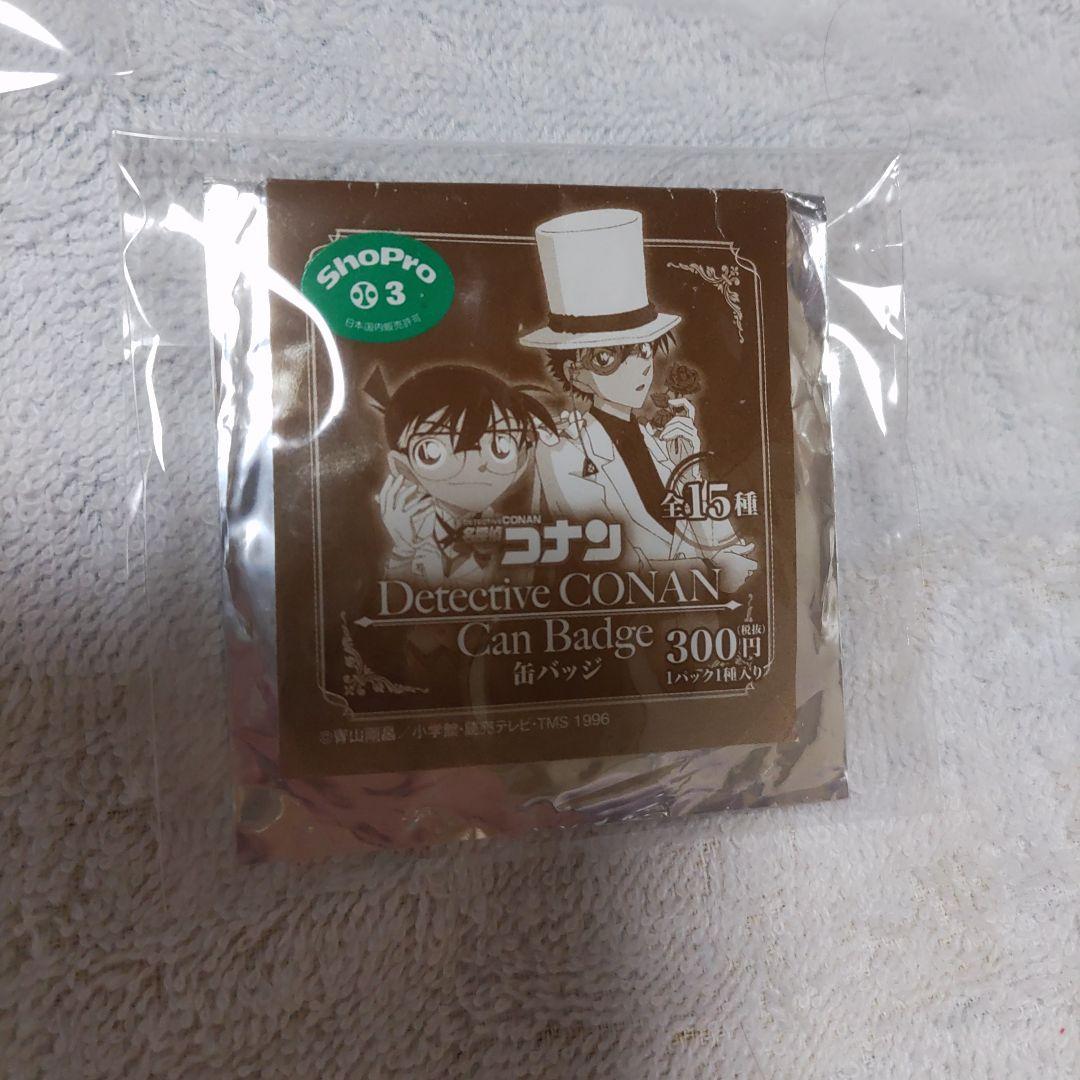 ShoPro
3
日本国内販売許可
全15種
DETECTIVE CONAN
名探偵
コナン
Detective CONAN
Can Badge
缶バッジ
300円(税抜)
1パック1種入り
©青山剛昌/小学館・読売テレビ・TMS 1996